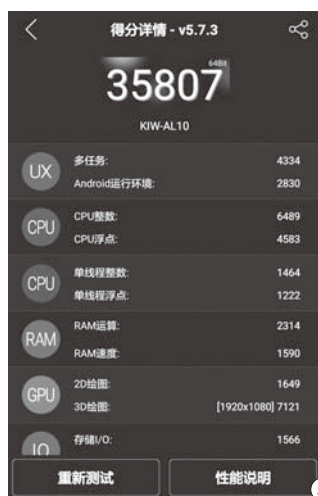 得分详情 - v5.7.3
64Bit
35807
KIW-AL10
UX
多任务: 4334
Android运行环境: 2830
CPU
CPU整数: 6489
CPU浮点: 4583
CPU
单线程整数: 1464
单线程浮点: 1222
RAM
RAM运算: 2314
RAM速度: 1590
GPU
2D绘图: 1649
3D绘图: [1920x1080] 7121
IO
存储I/O: 1566
重新测试
性能说明